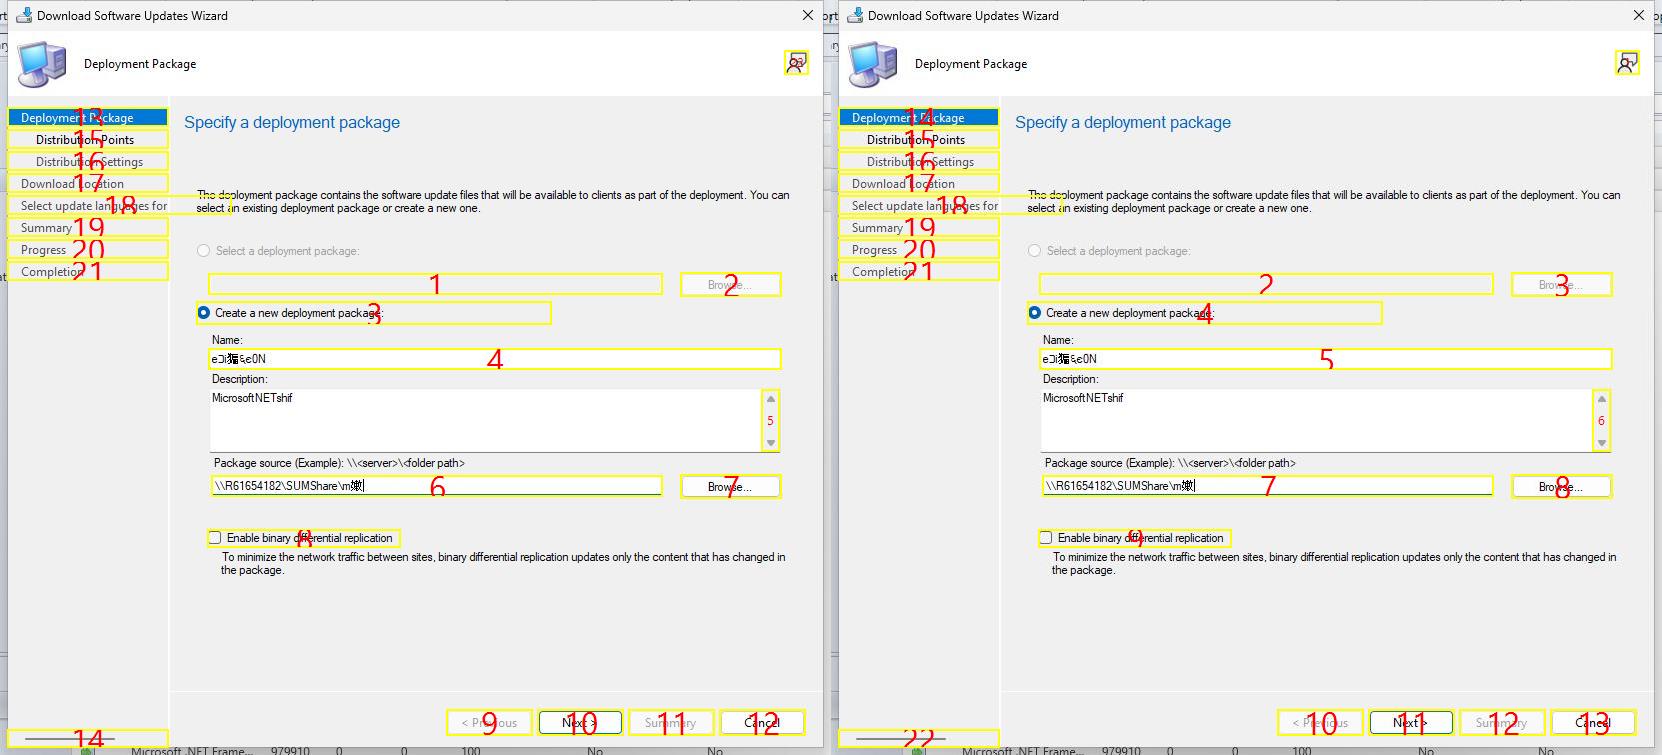 Download Software Updates Wizard
Deployment Package
Deployment Package
Distribution Points
Distribution Settings
Download Location
Select update languages for
Summary
Progress
Completion
13
15
16
17
18
19
20
21
14
Specify a deployment package
The deployment package contains the software update files that will be available to clients as part of the deployment. You can
select an existing deployment package or create a new one.
Select a deployment package:
1
Browse...
2
Create a new deployment package:
3
Name:
4
Description:
MicrosoftNETshif
5
Package source (Example): \\<server>\<folder path>
\\R61654182\SUMShare\m嫩
6
Browse...
7
Enable binary differential replication
8
To minimize the network traffic between sites, binary differential replication updates only the content that has changed in
the package.
< Previous
9
Next >
10
Summary
11
Cancel
12
Microsoft .NET Frame... 979910 0 0 100 No No
Download Software Updates Wizard
Deployment Package
Deployment Package
Distribution Points
Distribution Settings
Download Location
Select update languages for
Summary
Progress
Completion
14
15
16
17
18
19
20
21
22
Specify a deployment package
The deployment package contains the software update files that will be available to clients as part of the deployment. You can
select an existing deployment package or create a new one.
Select a deployment package:
2
Browse...
3
Create a new deployment package:
4
Name:
5
Description:
MicrosoftNETshif
6
Package source (Example): \\<server>\<folder path>
\\R61654182\SUMShare\m嫩
7
Browse...
8
Enable binary differential replication
9
To minimize the network traffic between sites, binary differential replication updates only the content that has changed in
the package.
< Previous
10
Next >
11
Summary
12
Cancel
13
Microsoft .NET Frame... 979910 0 0 100 No No